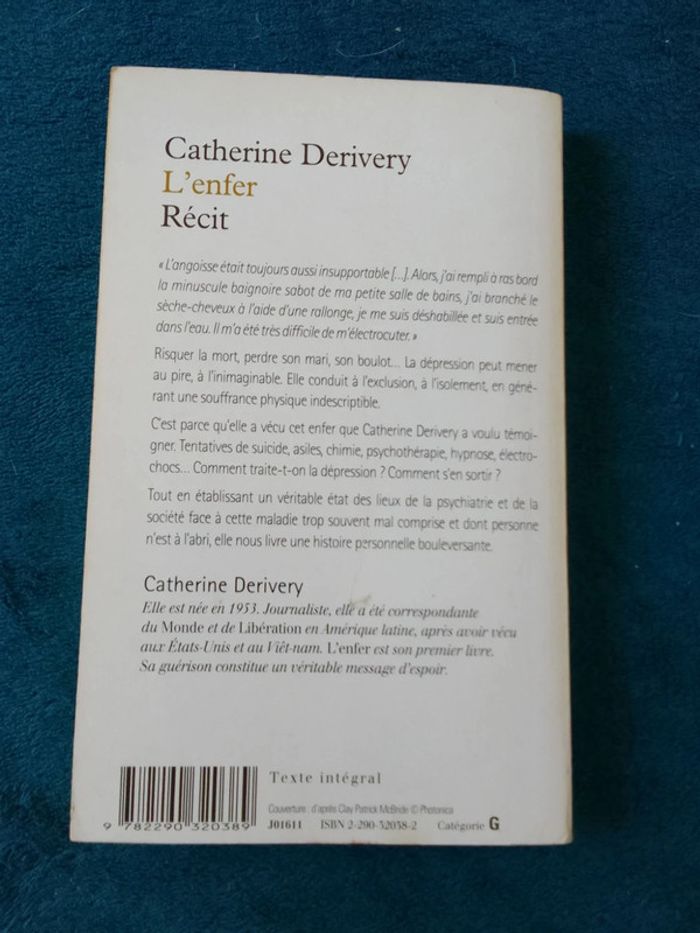 Catherine Derivery
L'enfer
Récit
« L'angoisse était toujours aussi insupportable [...]. Alors, j'ai rempli à ras bord
la minuscule baignoire sabot de ma petite salle de bains, j'ai branché le
sèche-cheveux à l'aide d'une rallonge, je me suis déshabillée et suis entrée
dans l'eau. Il m'a été très difficile de m'électrocuter. »
Risquer la mort, perdre son mari, son boulot... La dépression peut mener
au pire, à l'inimaginable. Elle conduit à l'exclusion, à l'isolement, en géné-
rant une souffrance physique indescriptible.
C'est parce qu'elle a vécu cet enfer que Catherine Derivery a voulu témoi-
gner. Tentatives de suicide, asiles, chimie, psychothérapie, hypnose, électro-
chocs... Comment traite-t-on la dépression ? Comment s'en sortir ?
Tout en établissant un véritable état des lieux de la psychiatrie et de la
société face à cette maladie trop souvent mal comprise et dont personne
n'est à l'abri, elle nous livre une histoire personnelle bouleversante.
Catherine Derivery
Elle est née en 1953. Journaliste, elle a été correspondante
du Monde et de Libération en Amérique latine, après avoir vécu
aux États-Unis et au Viêt-nam. L'enfer est son premier livre.
Sa guérison constitue un véritable message d'espoir.
Texte intégral
Couverture : d'après Clay Patrick McBride © Photonica
9 782290 320389
J01611 ISBN 2-290-32038-2 Catégorie G